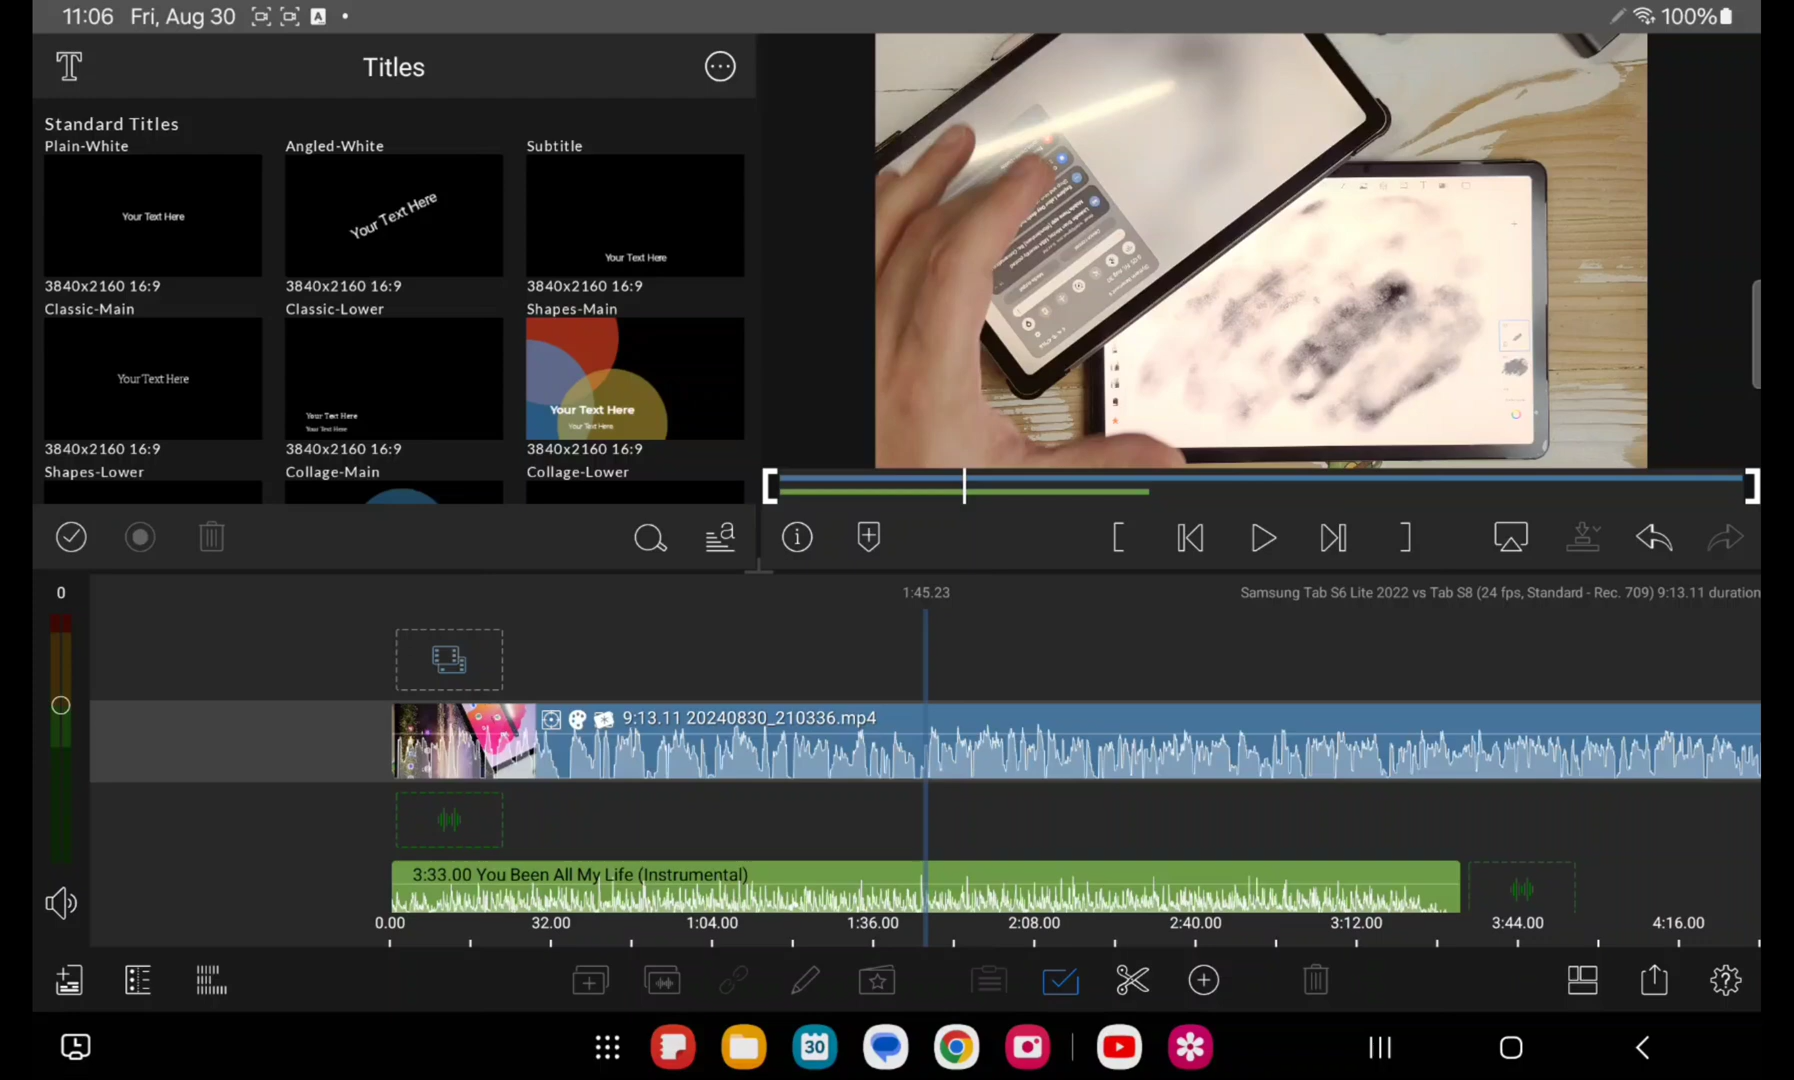 11:06 Fri, Aug 30 A 100%
Titles
Standard Titles
Plain-White Angled-White Subtitle
Your Text Here
Your Text Here
Your Text Here
3840x2160 16:9 3840x2160 16:9 3840x2160 16:9
Classic-Main Classic-Lower Shapes-Main
Your Text Here
Your Text Here
Your Text Here
Your Text Here
Your Text Here
3840x2160 16:9 3840x2160 16:9 3840x2160 16:9
Shapes-Lower Collage-Main Collage-Lower
a
0 1:45.23 Samsung Tab S6 Lite 2022 vs Tab S8 (24 fps, Standard - Rec. 709) 9:13.11 duration
9:13.11 20240830_210336.mp4
3:33.00 You Been All My Life (Instrumental)
0.00 32.00 1:04.00 1:36.00 2:08.00 2:40.00 3:12.00 3:44.00 4:16.00
30